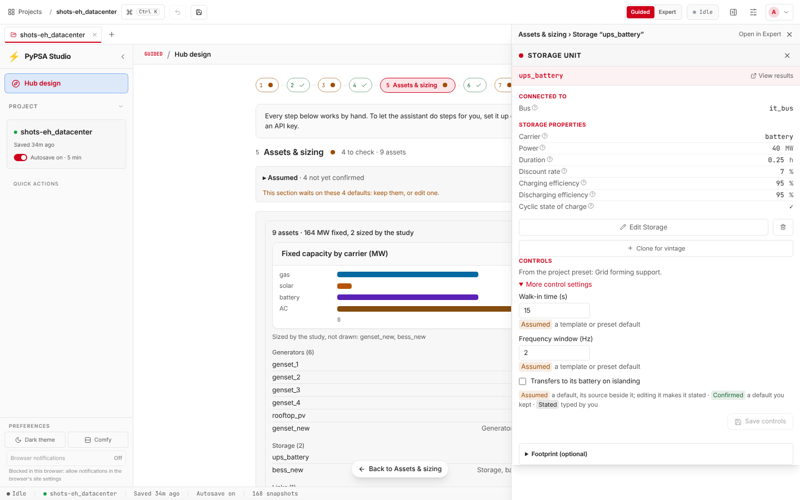 Projects / shots-eh_datacenter
Ctrl K
Guided Expert
Idle
A
shots-eh_datacenter
PyPSA Studio
Hub design
PROJECT
shots-eh_datacenter
Saved 34m ago
Autosave on · 5 min
QUICK ACTIONS
PREFERENCES
Dark theme
Comfy
Browser notifications Off
Blocked in this browser: allow notifications in the
browser's site settings
GUIDED / Hub design
1
2
3
4
5 Assets & sizing
6
7
Every step below works by hand. To let the assistant do steps for you, set it up
an API key.
5 Assets & sizing 4 to check · 9 assets
Assumed · 4 not yet confirmed
This section waits on these 4 defaults: keep them, or edit one.
9 assets · 164 MW fixed, 2 sized by the study
Fixed capacity by carrier (MW)
gas
solar
battery
AC
Sized by the study, not drawn: genset_new, bess_new
Generators (6)
genset_1
genset_2
genset_3
genset_4
rooftop_pv
genset_new
Storage (2)
ups_battery
bess_new
Storage, ba
Back to Assets & sizing
Assets & sizing › Storage “ups_battery”
Open in Expert
STORAGE UNIT
ups_battery
View results
CONNECTED TO
Bus it_bus
STORAGE PROPERTIES
Carrier battery
Power 40 MW
Duration 0.25 h
Discount rate 7 %
Charging efficiency 95 %
Discharging efficiency 95 %
Cyclic state of charge ✓
Edit Storage
+ Clone for vintage
CONTROLS
From the project preset: Grid forming support.
More control settings
Walk-in time (s)
15
Assumed a template or preset default
Frequency window (Hz)
2
Assumed a template or preset default
Transfers to its battery on islanding
Assumed a default, its source beside it; editing it makes it stated · Confirmed a default you
kept · Stated typed by you
Save controls
Footprint (optional)
Idle
shots-eh_datacenter
Saved 34m ago
Autosave on
168 snapshots